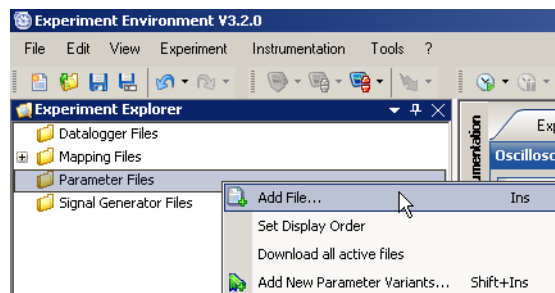 Experiment Environment V3.2.0
File Edit View Experiment Instrumentation Tools ?
Experiment Explorer
Datalogger Files
Mapping Files
Parameter Files
Signal Generator Files
Add File... Ins
Set Display Order
Download all active files
Add New Parameter Variants... Shift+Ins
umentation
Ex
Oscillosc